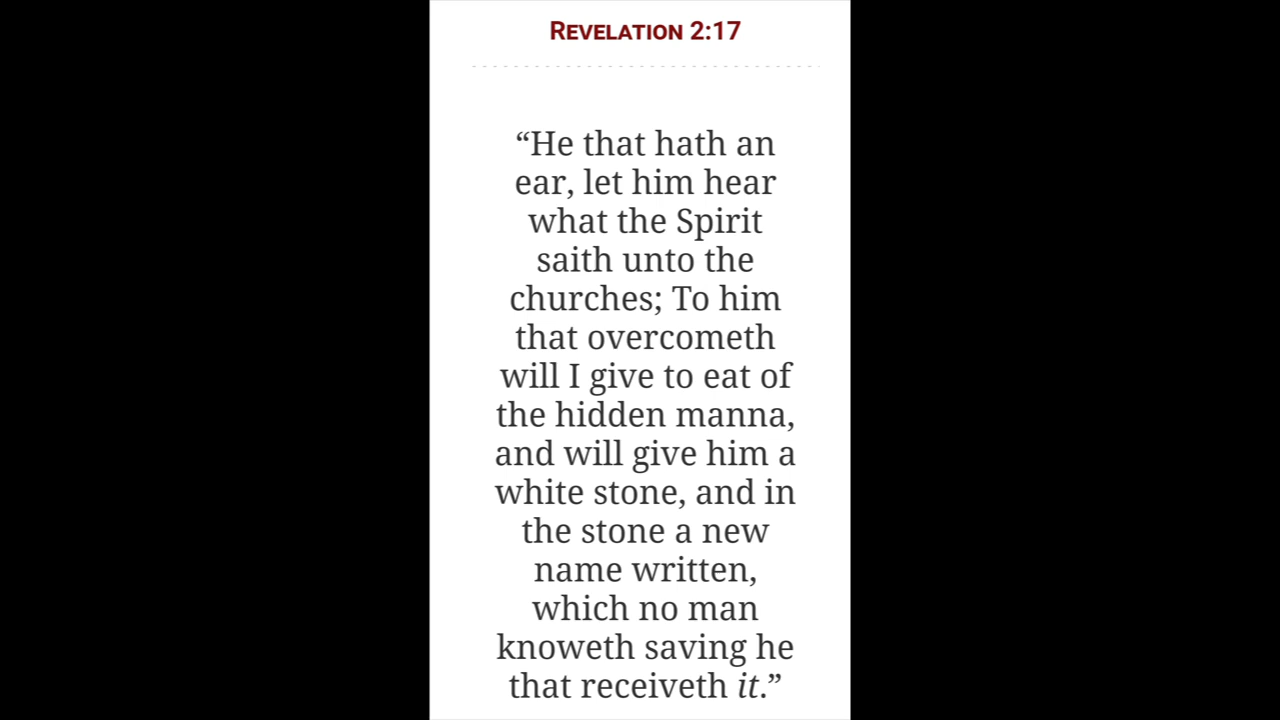 Revelation 2:17
“He that hath an
ear, let him hear
what the Spirit
saith unto the
churches; To him
that overcometh
will I give to eat of
the hidden manna,
and will give him a
white stone, and in
the stone a new
name written,
which no man
knoweth saving he
that receiveth it.”